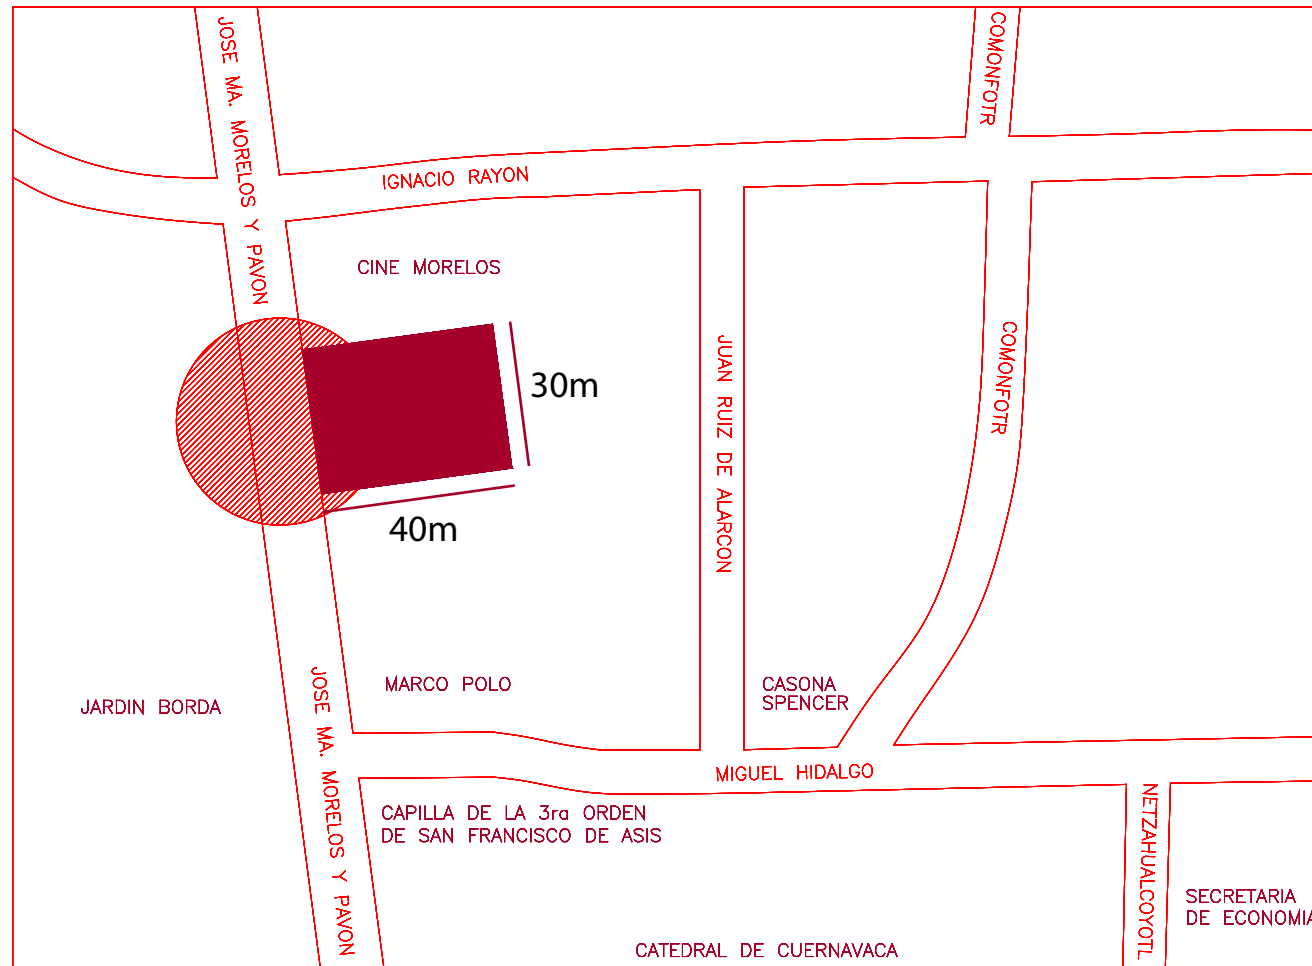 JOSE MA. MORELOS Y PAVON
COMONFOTR
IGNACIO RAYON
CINE MORELOS
JUAN RUIZ DE ALARCON
COMONFOTR
30m
40m
JARDIN BORDA
JOSE MA. MORELOS Y PAVON
MARCO POLO
CASONA
SPENCER
MIGUEL HIDALGO
CAPILLA DE LA 3ra ORDEN
DE SAN FRANCISCO DE ASIS
NETZAHUALCOYOTL
SECRETARIA
DE ECONOMIA
CATEDRAL DE CUERNAVACA